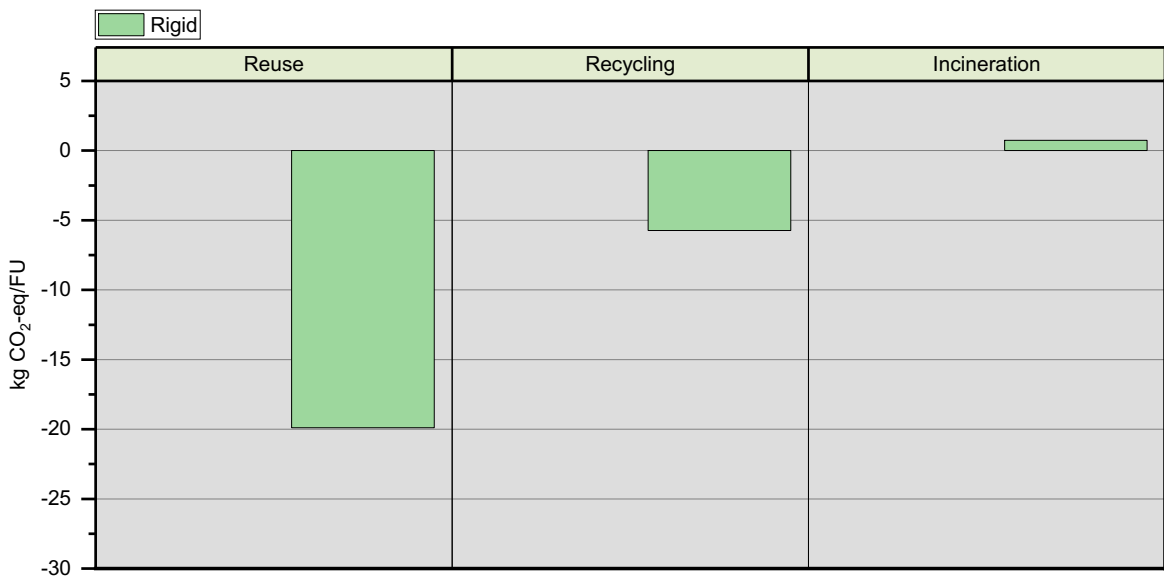 Rigid
Reuse Recycling Incineration
5
0
-5
-10
-15
-20
-25
-30
kg CO₂-eq/FU